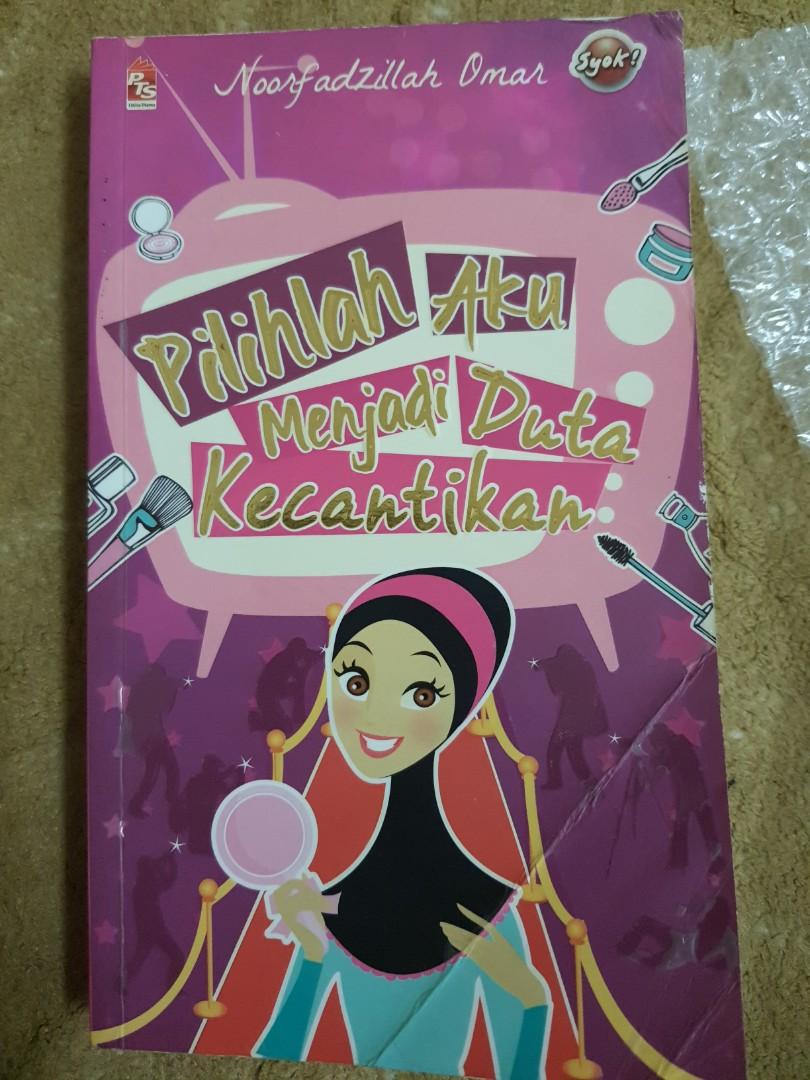 PTS
Noorfadzillah Omar
Syok!
Pilihlah Aku
Menjadi Duta
Kecantikan